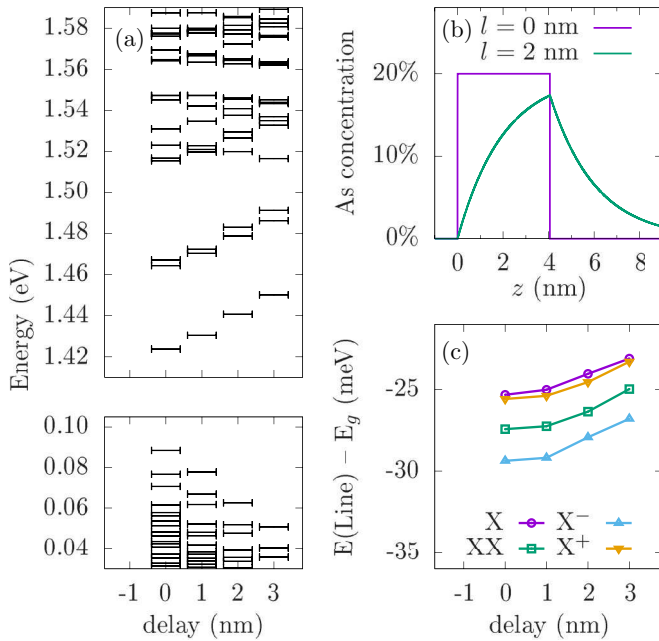 (a)
Energy (eV)
1.58
1.56
1.54
1.52
1.50
1.48
1.46
1.44
1.42
0.10
0.08
0.06
0.04
-1 0 1 2 3
delay (nm)
(b)
l = 0 nm
l = 2 nm
As concentration
20%
10%
0%
0 2 4 6 8
z (nm)
(c)
E(Line) − E_g (meV)
-25
-30
-35
X X⁻
XX X⁺
-1 0 1 2 3
delay (nm)